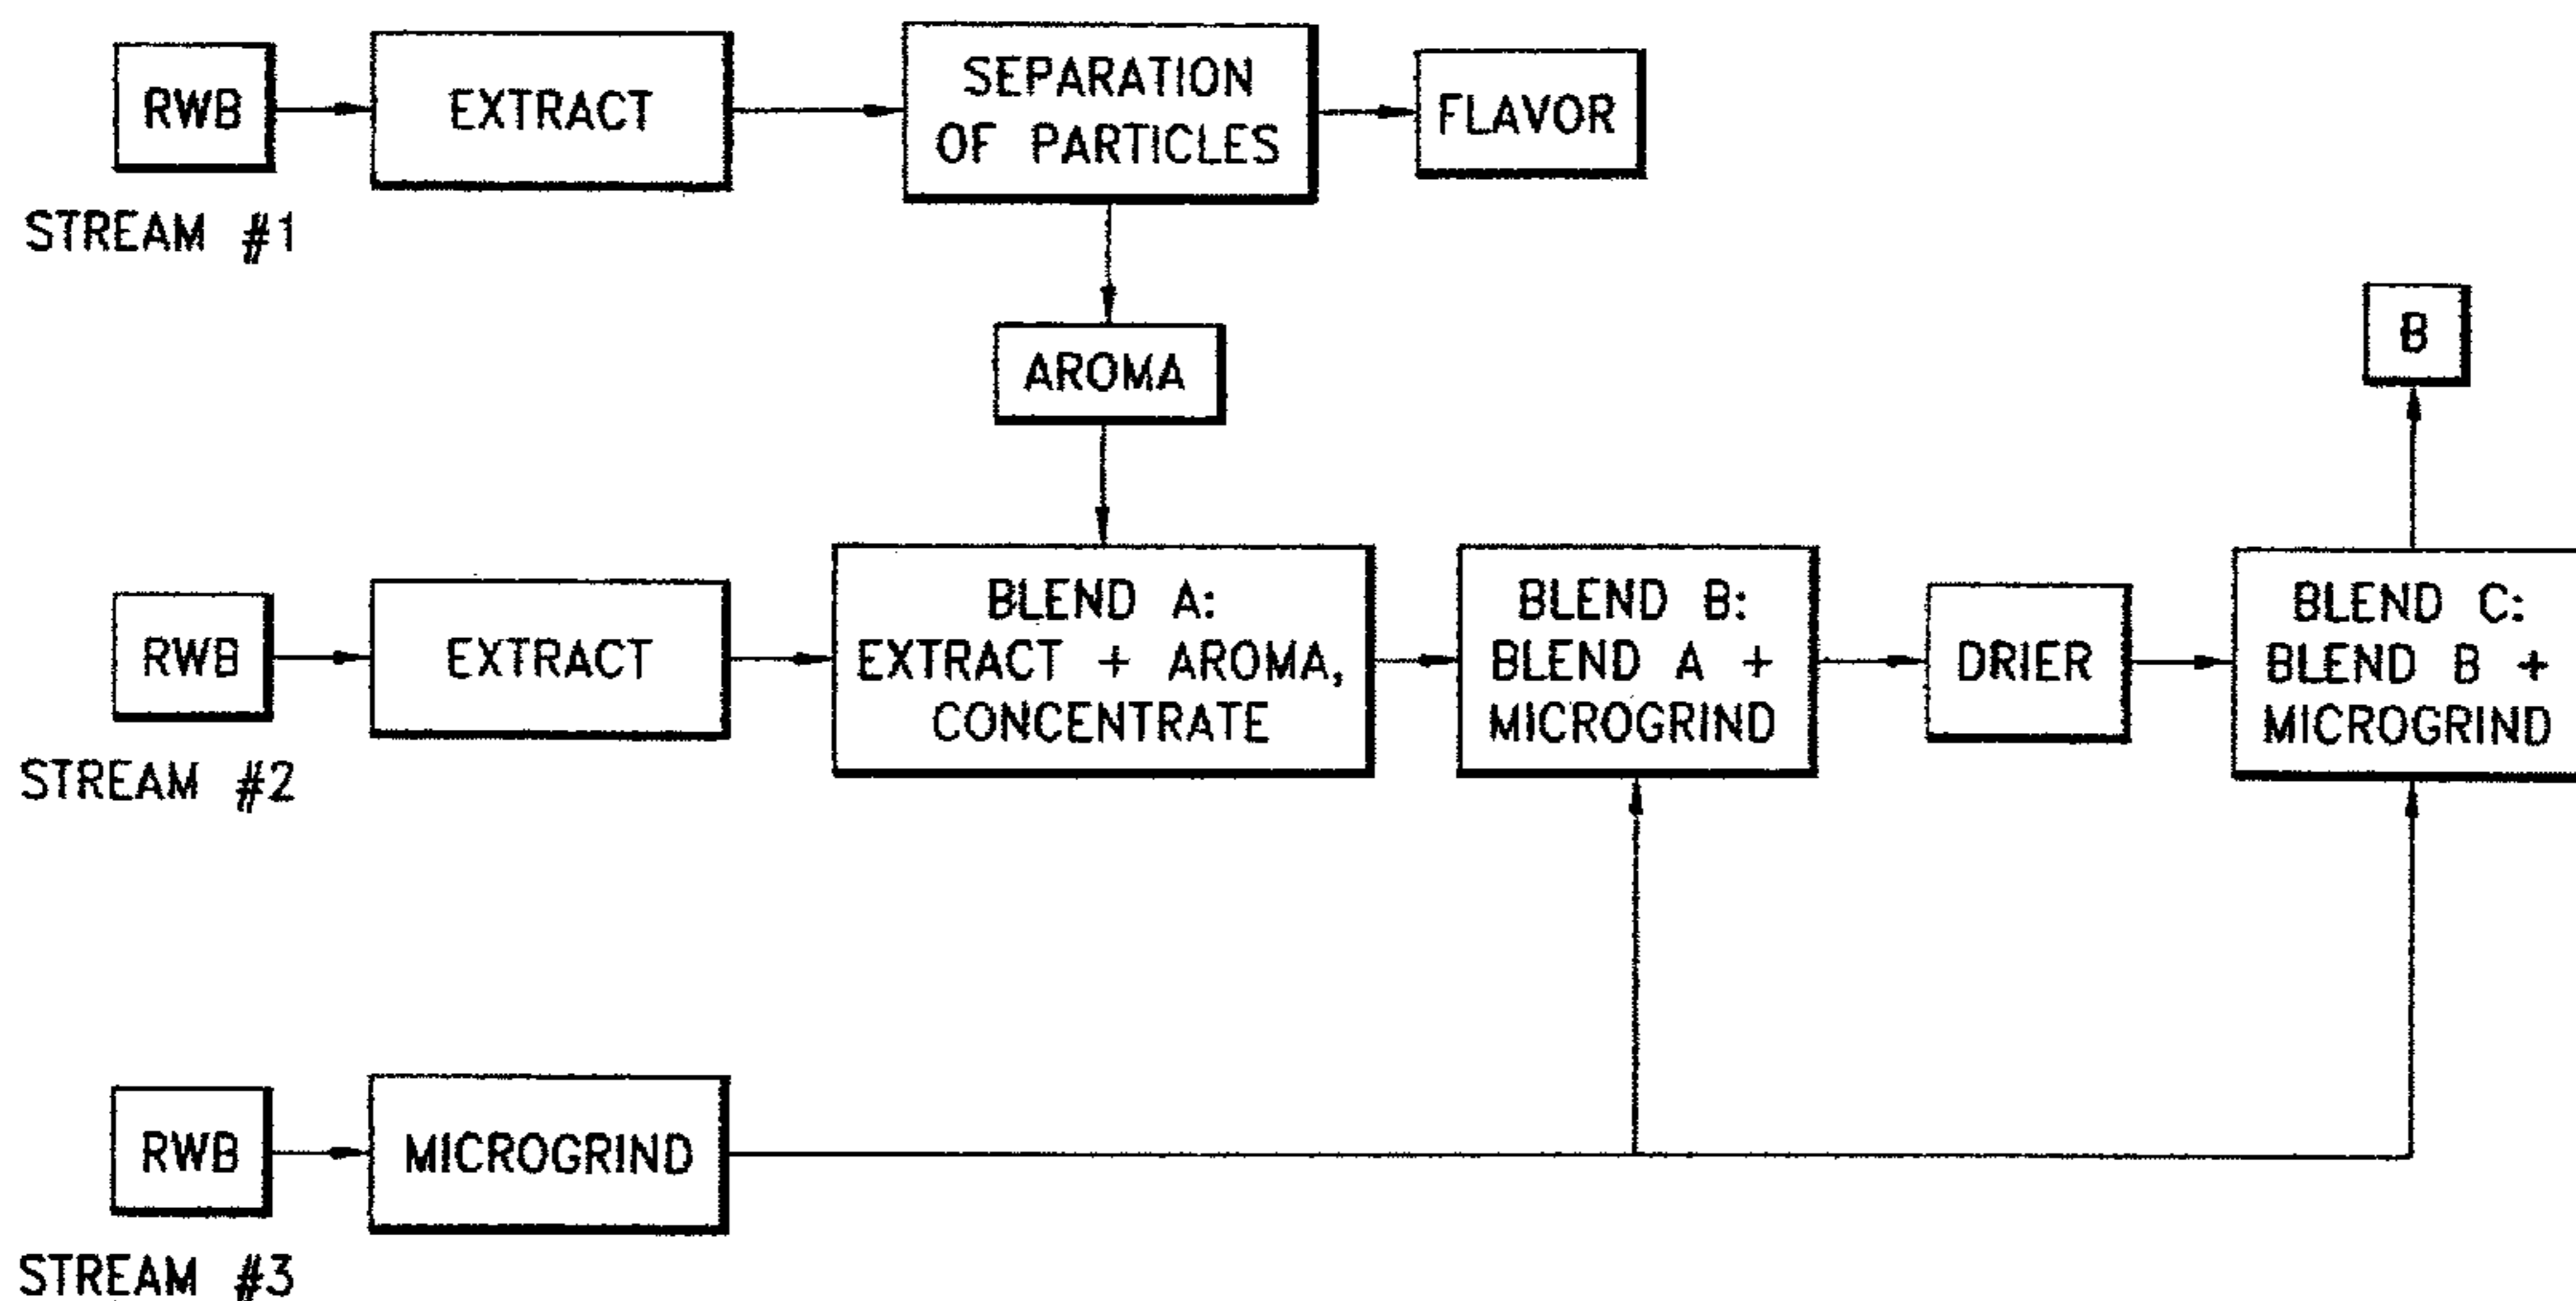 RWB
EXTRACT
SEPARATION
OF PARTICLES
FLAVOR
STREAM #1
AROMA
B
RWB
EXTRACT
BLEND A:
EXTRACT + AROMA,
CONCENTRATE
BLEND B:
BLEND A +
MICROGRIND
DRIER
BLEND C:
BLEND B +
MICROGRIND
STREAM #2
RWB
MICROGRIND
STREAM #3